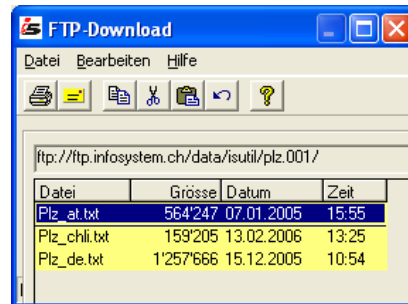 is FTP-Download
Datei Bearbeiten Hilfe
ftp://ftp.infosystem.ch/data/isutil/plz.001/
Datei Grösse Datum Zeit
Plz_at.txt 564'247 07.01.2005 15:55
Plz_chli.txt 159'205 13.02.2006 13:25
Plz_de.txt 1'257'666 15.12.2005 10:54